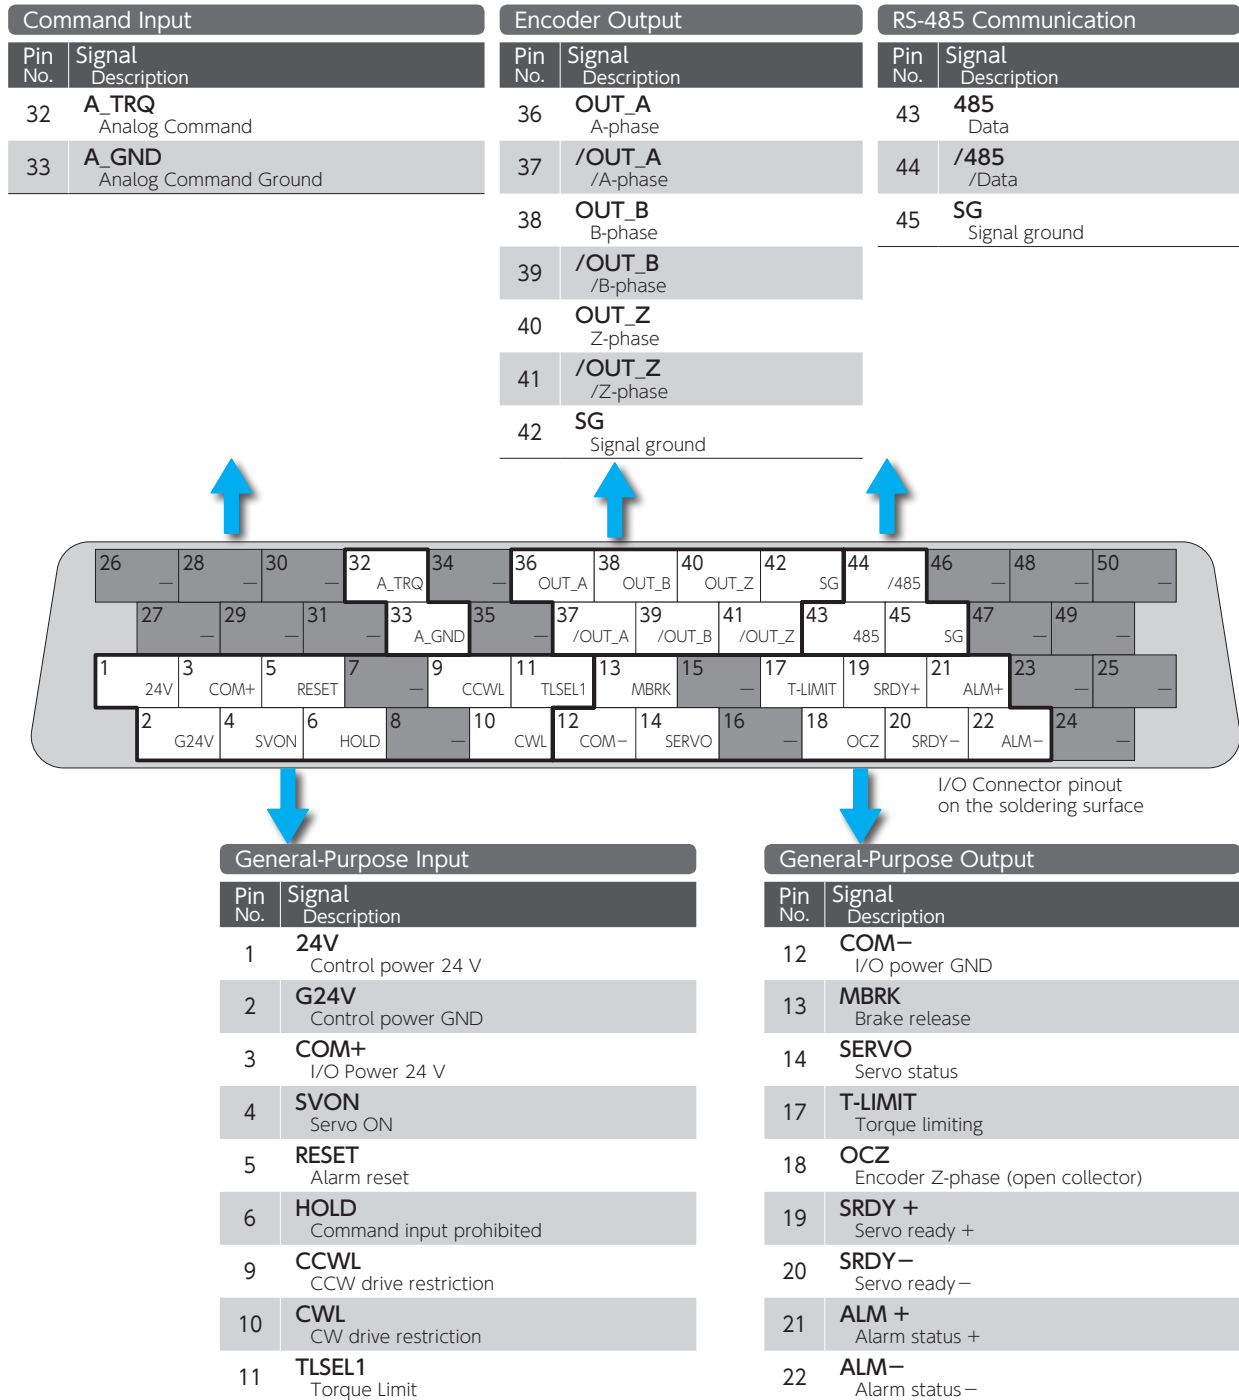 Command Input
Pin No. Signal Description
32 A_TRQ
Analog Command
33 A_GND
Analog Command Ground
Encoder Output
Pin No. Signal Description
36 OUT_A
A-phase
37 /OUT_A
/A-phase
38 OUT_B
B-phase
39 /OUT_B
/B-phase
40 OUT_Z
Z-phase
41 /OUT_Z
/Z-phase
42 SG
Signal ground
RS-485 Communication
Pin No. Signal Description
43 485
Data
44 /485
/Data
45 SG
Signal ground
26 — 28 — 30 — 32 A_TRQ 34 — 36 OUT_A 38 OUT_B 40 OUT_Z 42 SG 44 /485 46 — 48 — 50 —
27 — 29 — 31 — 33 A_GND 35 — 37 /OUT_A 39 /OUT_B 41 /OUT_Z 43 485 45 SG 47 — 49 —
1 24V 3 COM+ 5 RESET 7 — 9 CCWL 11 TLSEL1 13 MBRK 15 — 17 T-LIMIT 19 SRDY+ 21 ALM+ 23 — 25 —
2 G24V 4 SVON 6 HOLD 8 — 10 CWL 12 COM− 14 SERVO 16 — 18 OCZ 20 SRDY− 22 ALM− 24 —
I/O Connector pinout
on the soldering surface
General-Purpose Input
Pin No. Signal Description
1 24V
Control power 24 V
2 G24V
Control power GND
3 COM+
I/O Power 24 V
4 SVON
Servo ON
5 RESET
Alarm reset
6 HOLD
Command input prohibited
9 CCWL
CCW drive restriction
10 CWL
CW drive restriction
11 TLSEL1
Torque Limit
General-Purpose Output
Pin No. Signal Description
12 COM−
I/O power GND
13 MBRK
Brake release
14 SERVO
Servo status
17 T-LIMIT
Torque limiting
18 OCZ
Encoder Z-phase (open collector)
19 SRDY +
Servo ready +
20 SRDY−
Servo ready−
21 ALM +
Alarm status +
22 ALM−
Alarm status−